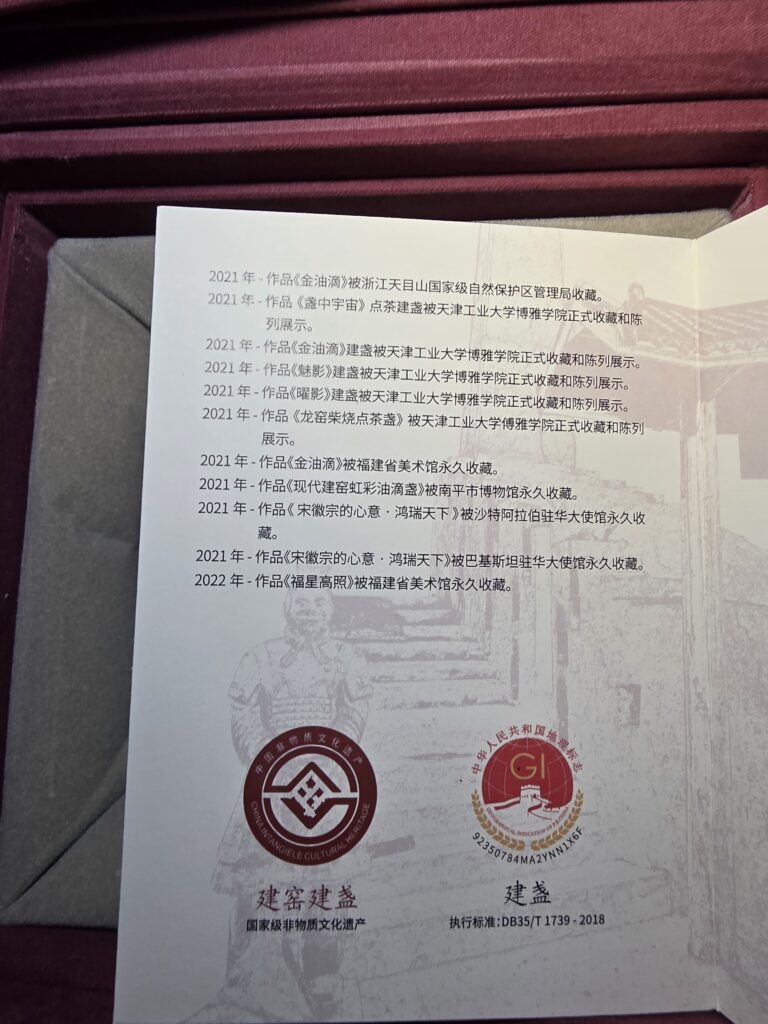 2021 年 - 作品《金油滴》被浙江天目山国家级自然保护区管理局收藏。
2021 年 - 作品《盏中宇宙》点茶建盏被天津工业大学博雅学院正式收藏和陈
列展示。
2021 年 - 作品《金油滴》建盏被天津工业大学博雅学院正式收藏和陈列展示。
2021 年 - 作品《魅影》建盏被天津工业大学博雅学院正式收藏和陈列展示。
2021 年 - 作品《曜影》建盏被天津工业大学博雅学院正式收藏和陈列展示。
2021 年 - 作品《龙窑柴烧点茶盏》被天津工业大学傅雅学院正式收藏和陈列
展示。
2021 年 - 作品《金油滴》被福建省美术馆永久收藏。
2021 年 - 作品《现代建窑虹彩油滴盏》被南平市博物馆永久收藏。
2021 年 - 作品《 宋徽宗的心意 · 鸿瑞天下 》被沙特阿拉伯驻华大使馆永久收
藏。
2021 年 - 作品《宋徽宗的心意 · 鸿瑞天下》被巴基斯坦驻华大使馆永久收藏。
2022 年 - 作品《福星高照》被福建省美术馆永久收藏。
中国非物质文化遗产
CHINA INTANGIELE CULTURAL HERITAGE
建窑建盏
国家级非物质文化遗产
中华人民共和国地理标志
GI
GEOGRAPHICAL INDICATION OF P.R.CHINA
92350784MA2YNN1X6F
建盏
执行标准：DB35/T 1739 - 2018